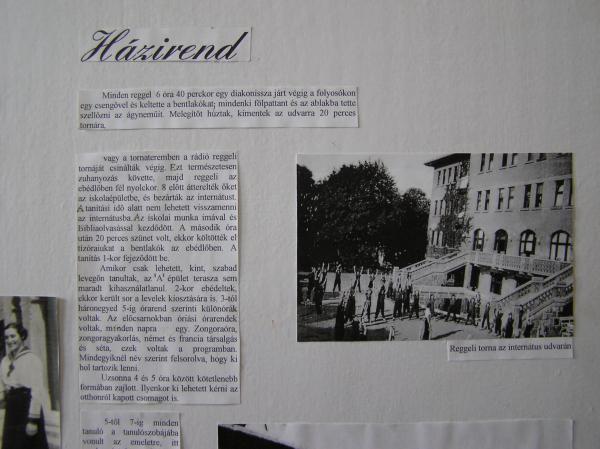 Házirend
Minden reggel 6 óra 40 perckor egy diakonissza járt végig a folyosókon
egy csengővel és keltette a bentlakókat; mindenki fölpattant és az ablakba tette
szellőzni az ágyneműit. Melegítőt húztak, kimentek az udvarra 20 perces
tornára,
vagy a tornateremben a rádió reggeli
tornáját csinálták végig. Ezt természetesen
zuhanyozás követte, majd reggeli az
ebédlőben fél nyolckor. 8 előtt átterelték őket
az iskolaépületbe, és bezárták az internátust.
A tanítási idő alatt nem lehetett visszamenni
az internátusba. Az iskolai munka imával és
Bibliaolvasással kezdődött. A második óra
után 20 perces szünet volt, ekkor költötték el
tízóraiukat a bentlakók az ebédlőben. A
tanítás 1-kor fejeződött be.
Amikor csak lehetett, kint, szabad
levegőn tanultak, az "A" épület terasza sem
maradt kihasználatlanul. 2-kor ebédeltek,
ekkor került sor a levelek kiosztására is. 3-tól
háronegyed 5-ig órarend szerinti különórák
voltak. Az előcsarnokban óriási órarendek
voltak, minden napra egy. Zongoraóra,
zongoragyakorlás, német és francia társalgás
és séta, ezek voltak a programban.
Mindegyiknél név szerint felsorolva, hogy ki
hol tartozik lenni.
Uzsonna 4 és 5 óra között kötetlenebb
formában zajlott. Ilyenkor ki lehetett kérni az
otthonról kapott csomagot is.
5-től 7-ig minden
tanuló a tanulószobájába
vonult az emeletre, itt
Reggeli torna az internátus udvarán